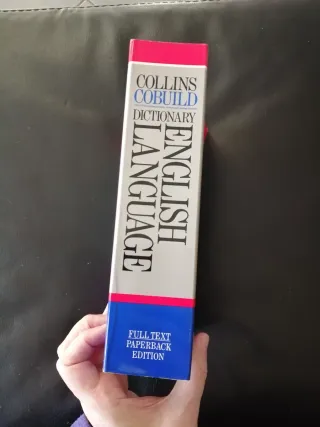 COLLINS
COBUILD
DICTIONARY
ENGLISH
LANGUAGE
FULL TEXT
PAPERBACK
EDITION